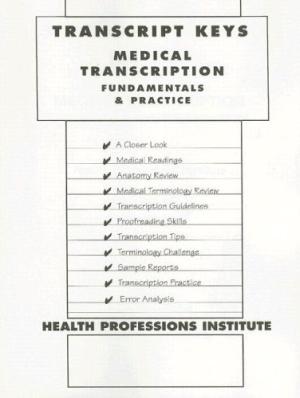 TRANSCRIPT KEYS
MEDICAL
TRANSCRIPTION
FUNDAMENTALS
& PRACTICE
A Closer Look
Medical Readings
Anatomy Review
Medical Terminology Review
Transcription Guidelines
Proofreading Skills
Transcription Tips
Terminology Challenge
Sample Reports
Transcription Practice
Error Analysis
HEALTH PROFESSIONS INSTITUTE